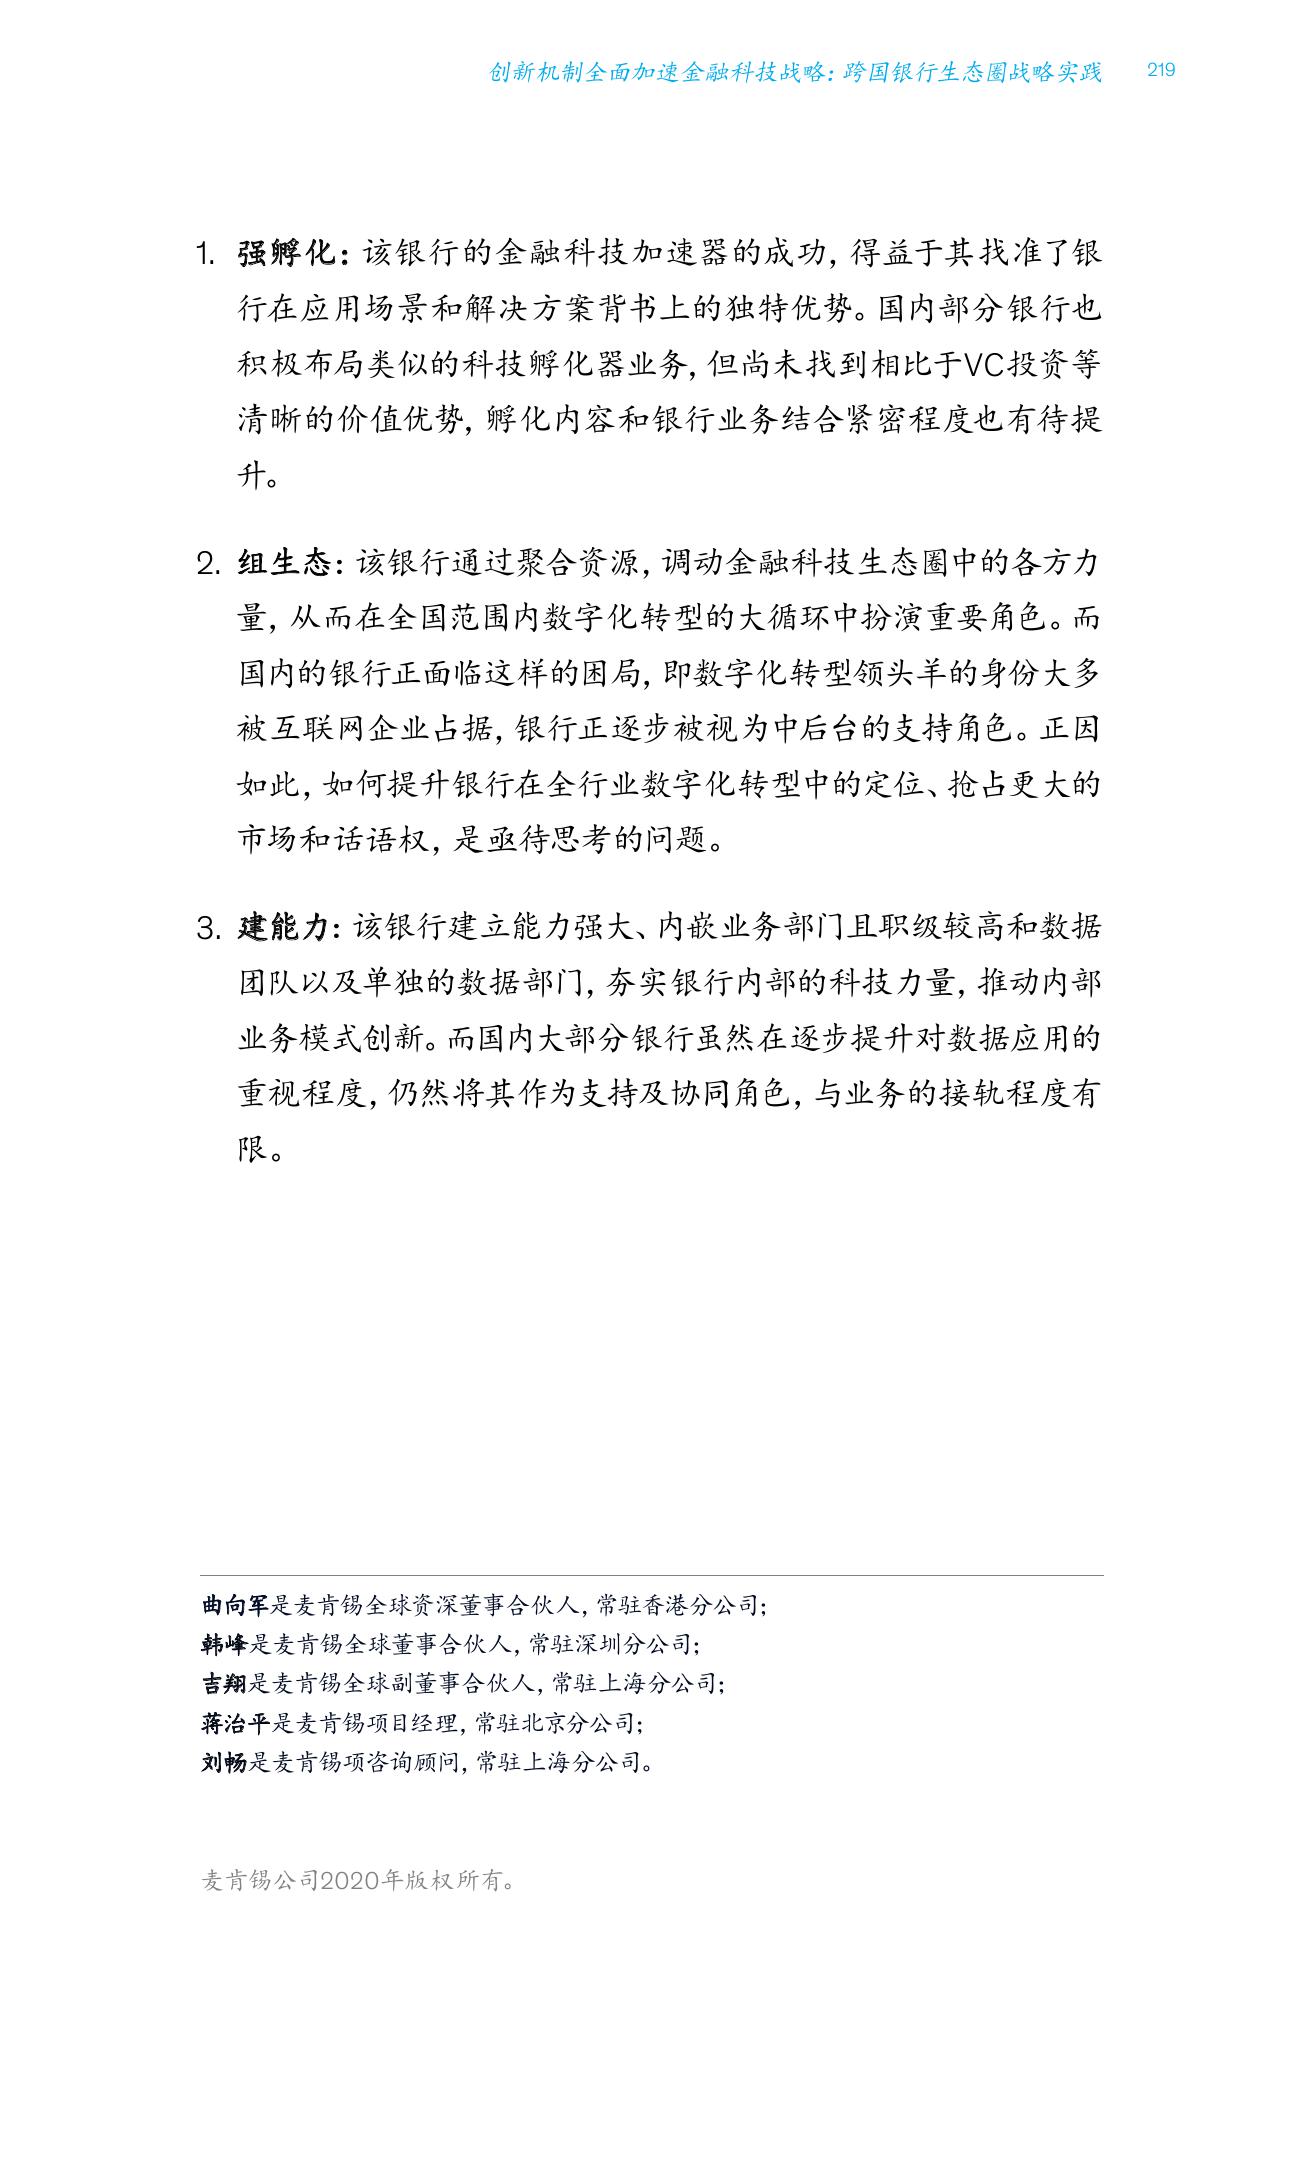 创新机制全面加速金融科技战略：跨国银行生态圈战略实践 219
1. 强孵化：该银行的金融科技加速器的成功，得益于其找准了银
行在应用场景和解决方案背书上的独特优势。国内部分银行也
积极布局类似的科技孵化器业务，但尚未找到相比于VC投资等
清晰的价值优势，孵化内容和银行业务结合紧密程度也有待提
升。
2. 组生态：该银行通过聚合资源，调动金融科技生态圈中的各方力
量，从而在全国范围内数字化转型的大循环中扮演重要角色。而
国内的银行正面临这样的困局，即数字化转型领头羊的身份大多
被互联网企业占据，银行正逐步被视为中后台的支持角色。正因
如此，如何提升银行在全行业数字化转型中的定位、抢占更大的
市场和话语权，是亟待思考的问题。
3. 建能力：该银行建立能力强大、内嵌业务部门且职级较高和数据
团队以及单独的数据部门，夯实银行内部的科技力量，推动内部
业务模式创新。而国内大部分银行虽然在逐步提升对数据应用的
重视程度，仍然将其作为支持及协同角色，与业务的接轨程度有
限。
曲向军是麦肯锡全球资深董事合伙人，常驻香港分公司；
韩峰是麦肯锡全球董事合伙人，常驻深圳分公司；
吉翔是麦肯锡全球副董事合伙人，常驻上海分公司；
蒋治平是麦肯锡项目经理，常驻北京分公司；
刘畅是麦肯锡项咨询顾问，常驻上海分公司。
麦肯锡公司2020年版权所有。